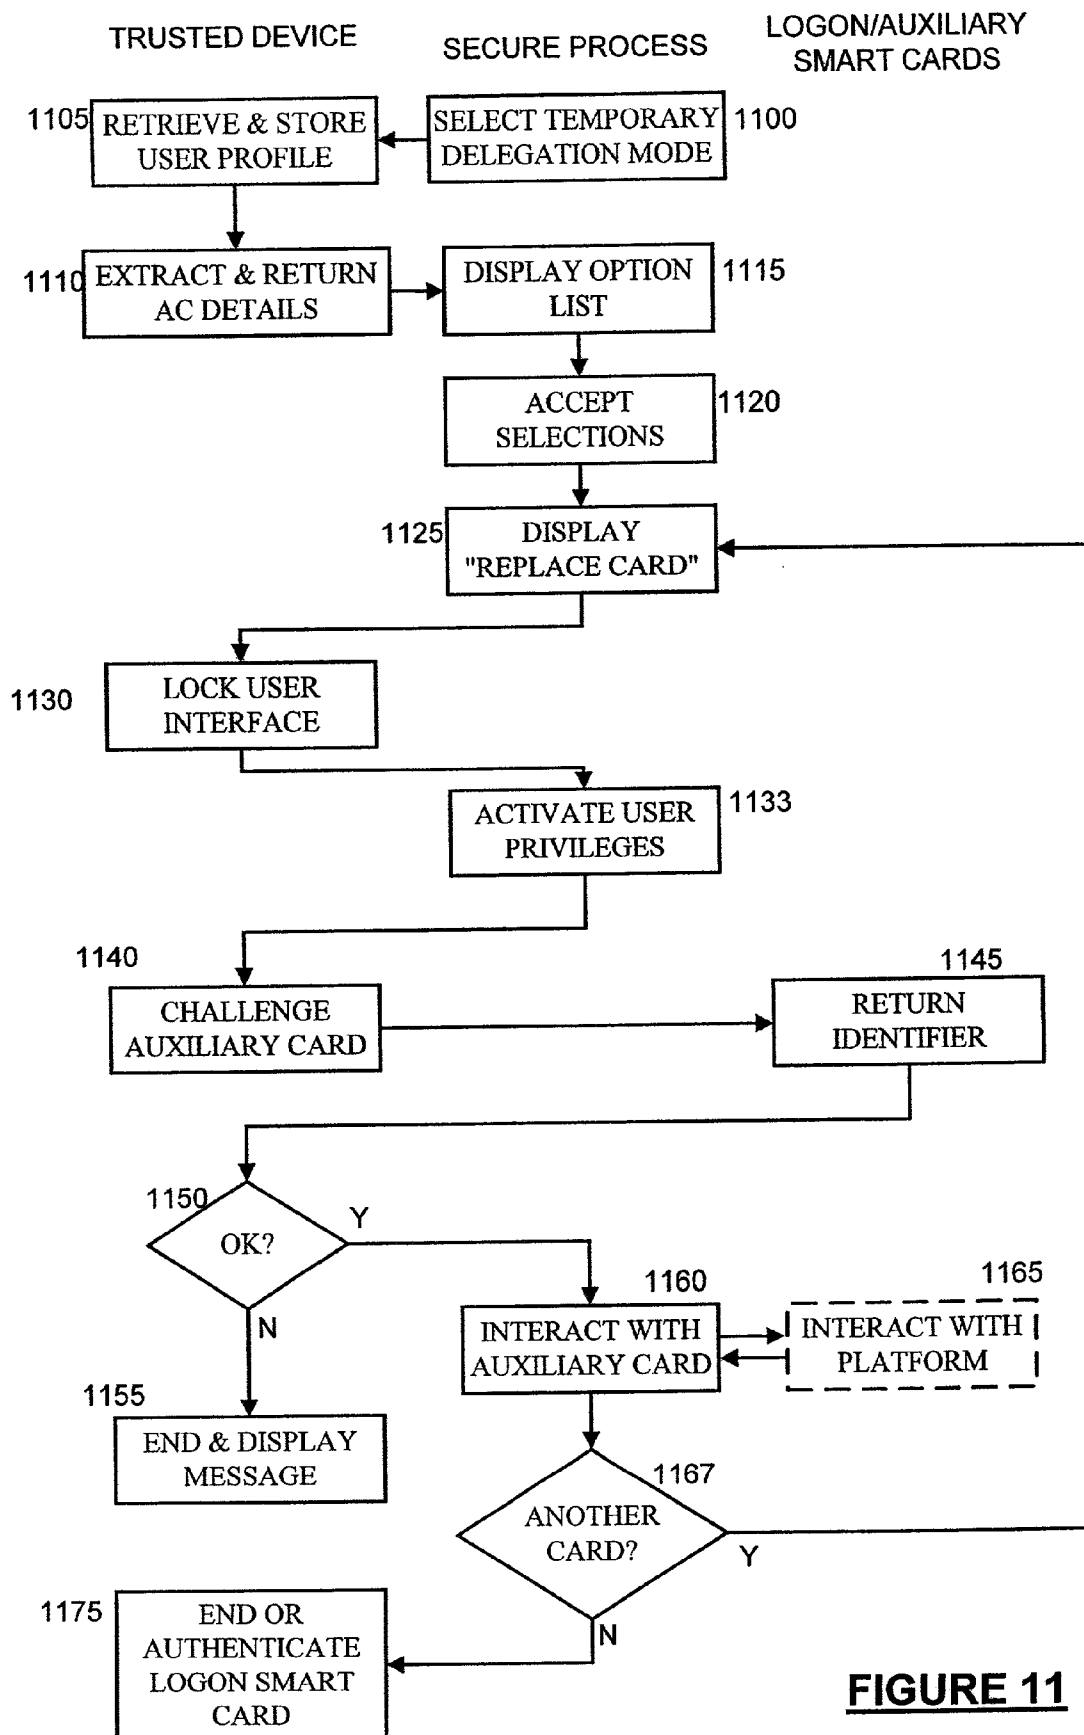 TRUSTED DEVICE
SECURE PROCESS
LOGON/AUXILIARY
SMART CARDS
1105
RETRIEVE & STORE
USER PROFILE
SELECT TEMPORARY
DELEGATION MODE
1100
1110
EXTRACT & RETURN
AC DETAILS
DISPLAY OPTION
LIST
1115
ACCEPT
SELECTIONS
1120
1125
DISPLAY
"REPLACE CARD"
1130
LOCK USER
INTERFACE
ACTIVATE USER
PRIVILEGES
1133
1140
CHALLENGE
AUXILIARY CARD
1145
RETURN
IDENTIFIER
1150
OK?
Y
N
1155
END & DISPLAY
MESSAGE
1160
INTERACT WITH
AUXILIARY CARD
1165
INTERACT WITH
PLATFORM
1167
ANOTHER
CARD?
Y
N
1175
END OR
AUTHENTICATE
LOGON SMART
CARD
FIGURE 11